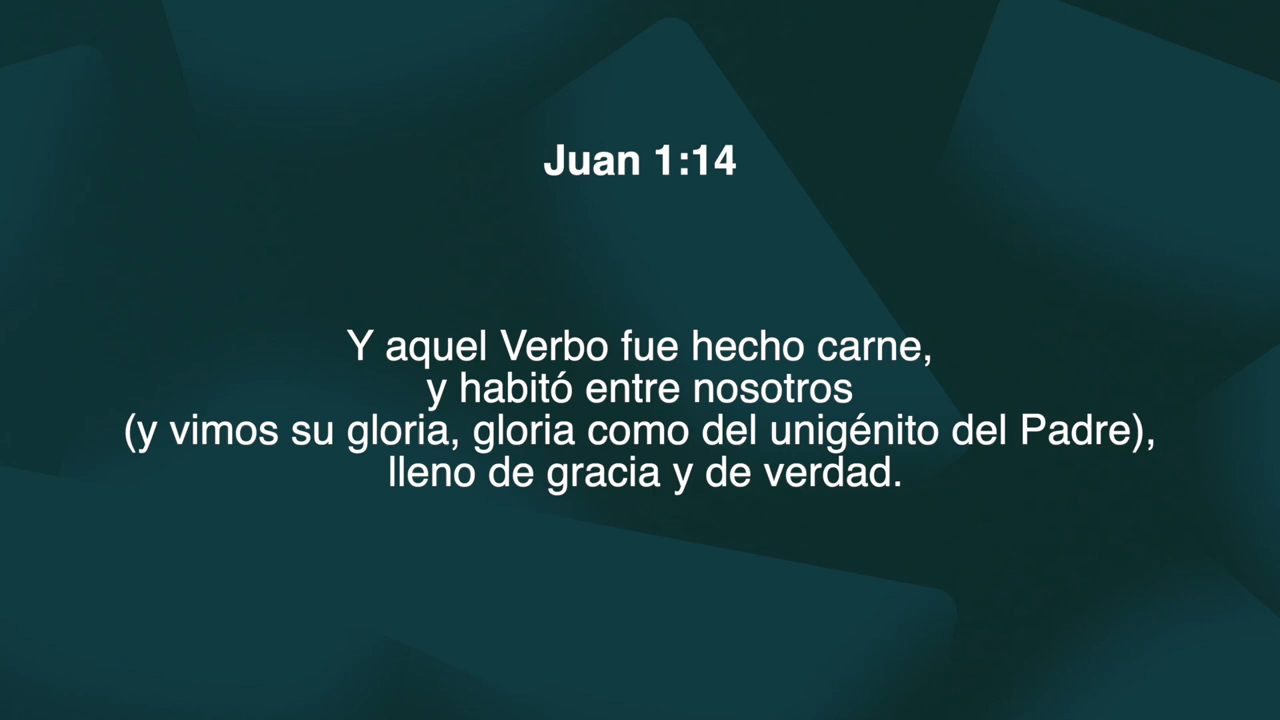 Juan 1:14
Y aquel Verbo fue hecho carne,
y habitó entre nosotros
(y vimos su gloria, gloria como del unigénito del Padre),
lleno de gracia y de verdad.